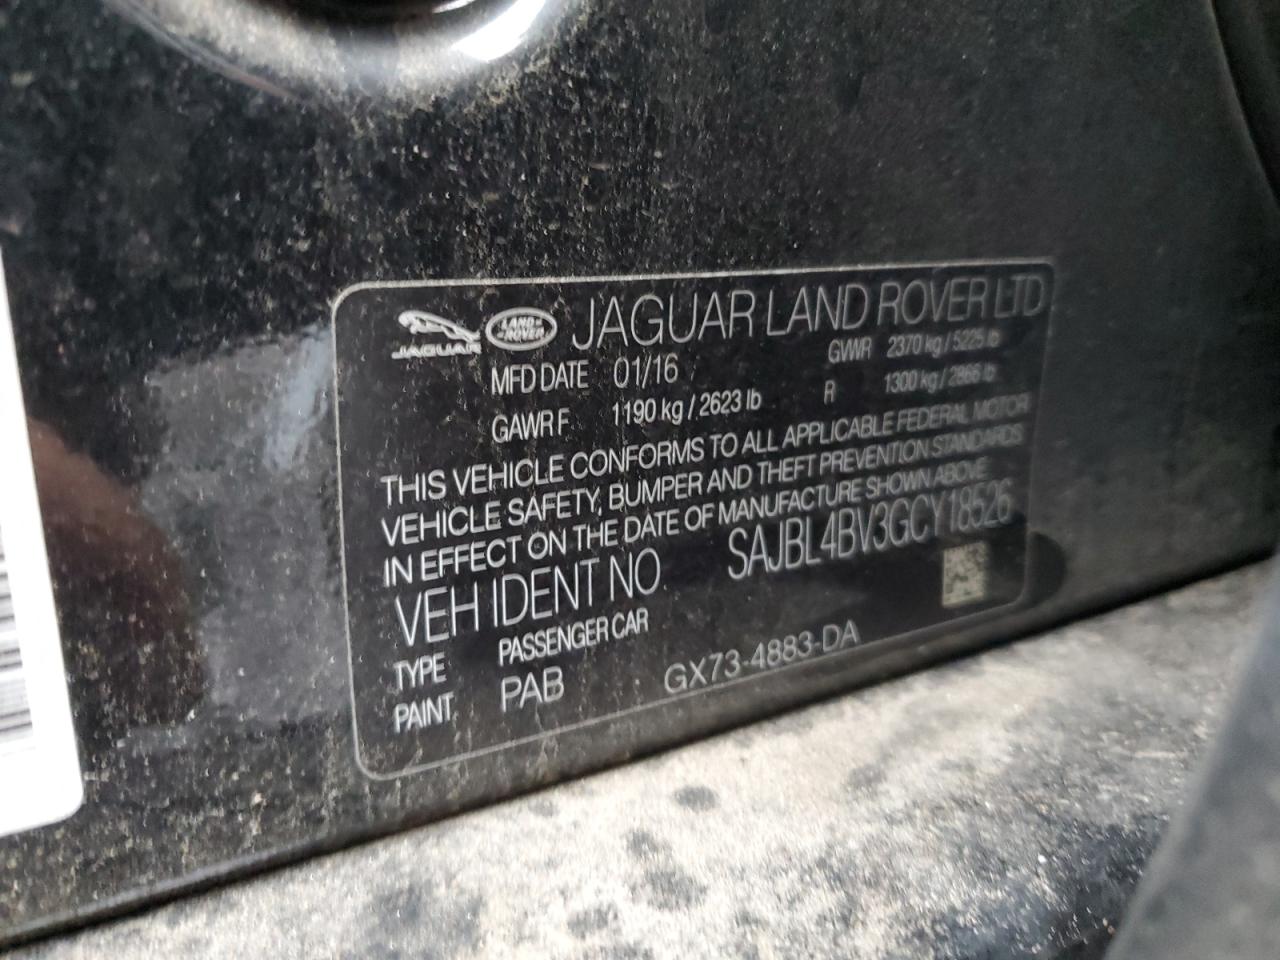 JAGUAR LAND ROVER JAGUAR LAND ROVER LTD
MFD DATE 01/16 GVWR 2370 kg / 5225 lb
GAWR F 1190 kg / 2623 lb R 1300 kg / 2866 lb
THIS VEHICLE CONFORMS TO ALL APPLICABLE FEDERAL MOTOR
VEHICLE SAFETY, BUMPER AND THEFT PREVENTION STANDARDS
IN EFFECT ON THE DATE OF MANUFACTURE SHOWN ABOVE
VEH IDENT NO SAJBL4BV3GCY18526
TYPE PASSENGER CAR
PAINT PAB GX73-4883-DA